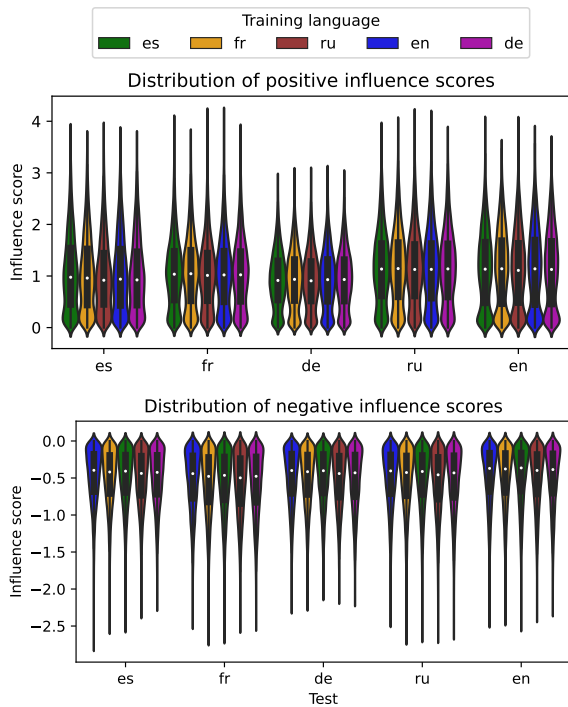 Training language
es fr ru en de
Distribution of positive influence scores
Influence score
4
3
2
1
0
es fr de ru en
Distribution of negative influence scores
Influence score
0.0
−0.5
−1.0
−1.5
−2.0
−2.5
es fr de ru en
Test